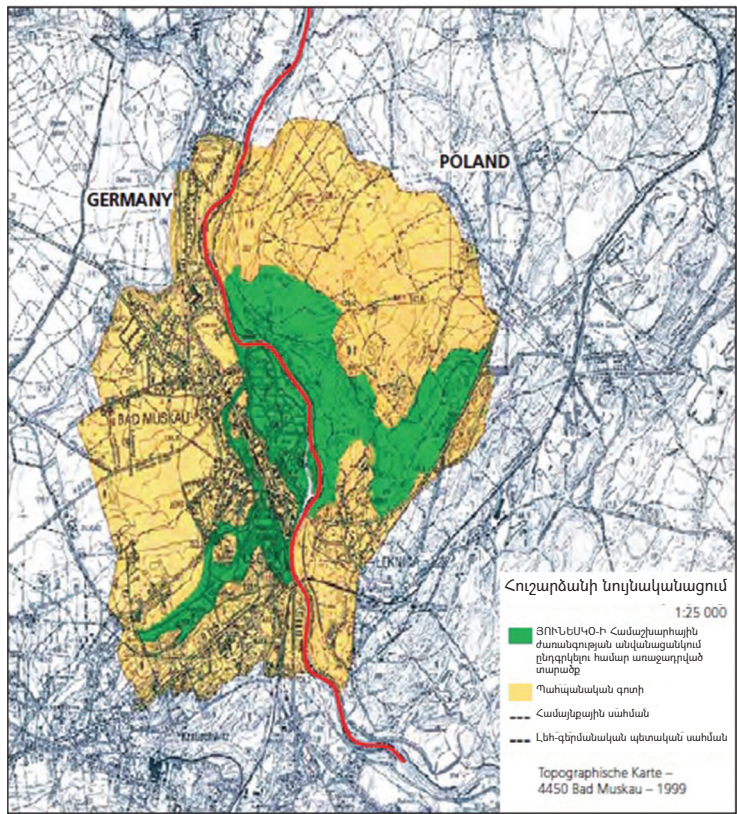 POLAND
GERMANY
BAD MUSKAU
Հուշարձանի նույնականացում
1:25 000
ՅՈՒՆԵՍԿՕ-Ի Համաշխարհային
ժառանգության անվանացանկում
ընդգրկելու համար առաջադրված
տարածք
Պահպանական գոտի
Համայնքային սահման
Լեհ-գերմանական պետական սահման
Topographische Karte –
4450 Bad Muskau – 1999